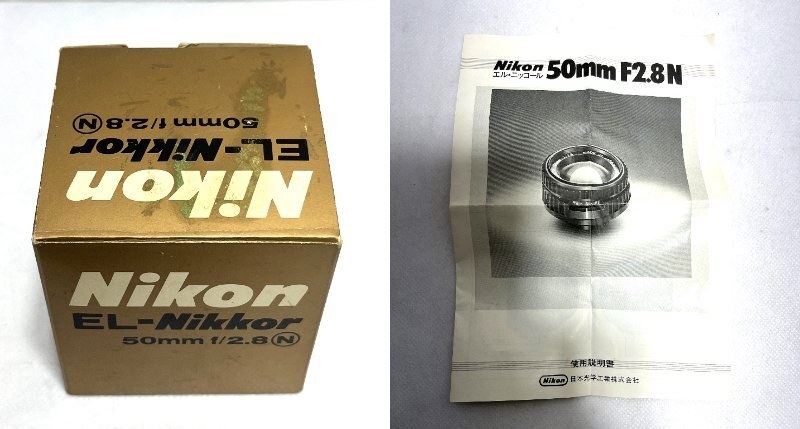 50mm f/2.8 N
EL-Nikkor
Nikon
Nikon
EL-Nikkor
50mm f/2.8 N
Nikon 50mm F2.8N
エル・ニッコール
使用説明書
Nikon 日本光学工業株式会社